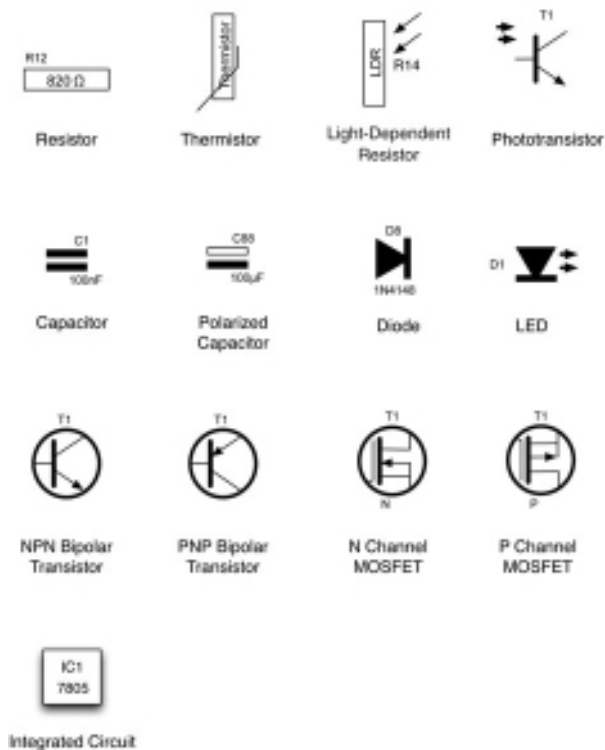 R12
820 Ω
Resistor
Thermistor
Thermistor
LDR
R14
Light-Dependent
Resistor
T1
Phototransistor
C1
100nF
Capacitor
C88
100µF
Polarized
Capacitor
D8
1N4148
Diode
D1
LED
T1
NPN Bipolar
Transistor
T1
PNP Bipolar
Transistor
T1
N
N Channel
MOSFET
T1
P
P Channel
MOSFET
IC1
7805
Integrated Circuit